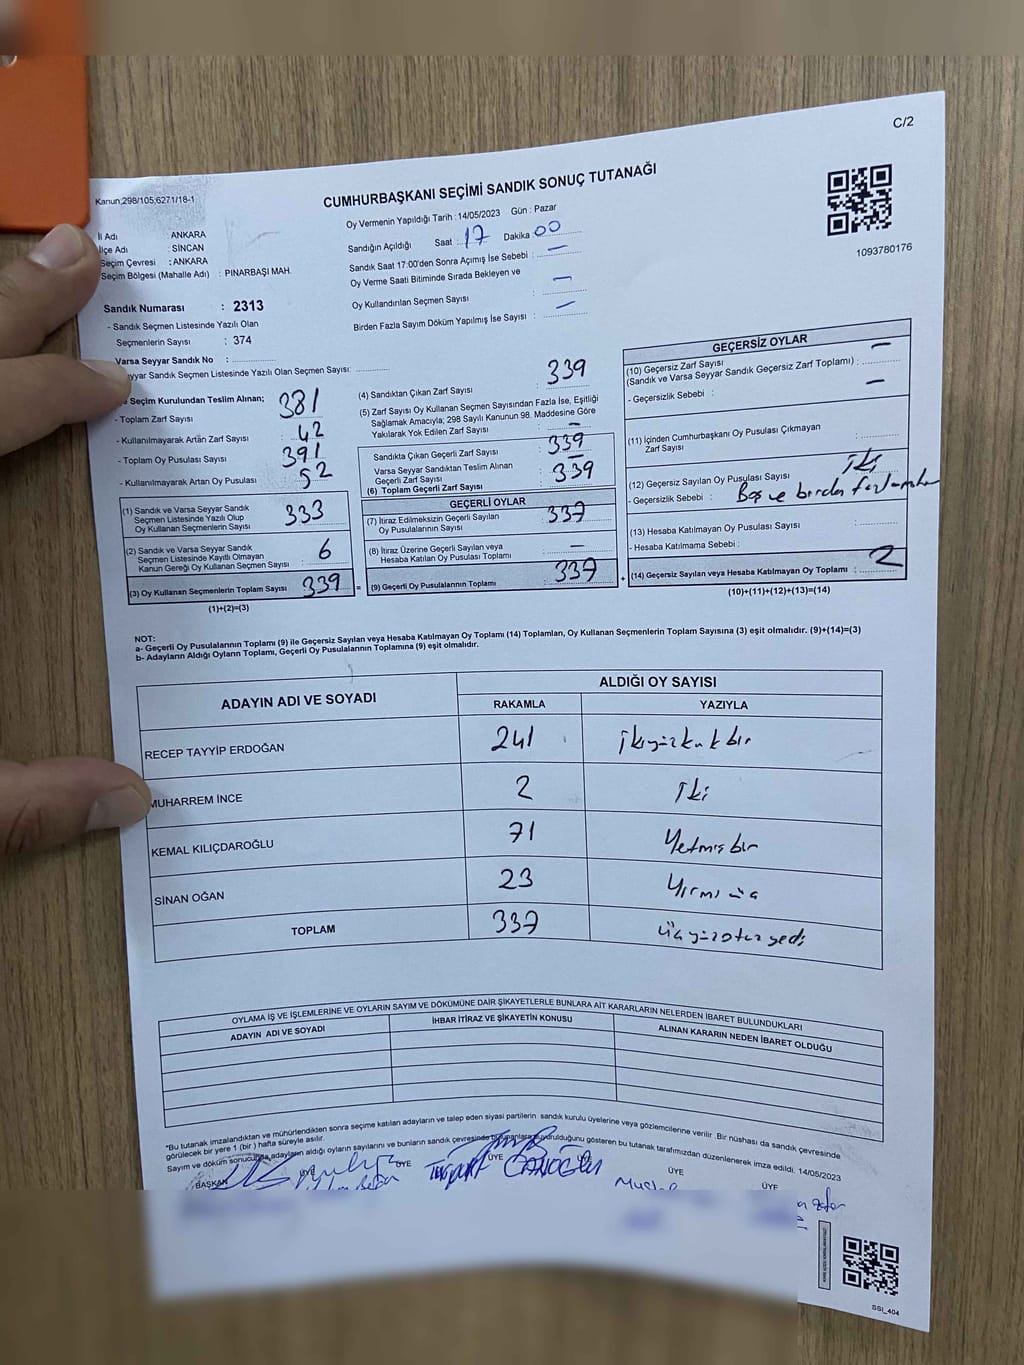 C/2
Kanun;298/105;6271/18-1
CUMHURBAŞKANI SEÇİMİ SANDIK SONUÇ TUTANAĞI
1093780176
İl Adı ANKARA
İlçe Adı : SİNCAN
Seçim Çevresi : ANKARA
Seçim Bölgesi (Mahalle Adı) : PINARBAŞI MAH.
Sandık Numarası : 2313
- Sandık Seçmen Listesinde Yazılı Olan
Seçmenlerin Sayısı : 374
Varsa Seyyar Sandık No :
Seçmen Listesinde Yazılı Olan Seçmen Sayısı:
Oy Vermenin Yapıldığı Tarih : 14/05/2023 Gün : Pazar
Sandığın Açıldığı Saat : 17 Dakika 00
Sandık Saat 17:00'den Sonra Açımış İse Sebebi : —
Oy Verme Saati Bitiminde Sırada Bekleyen ve
Oy Kullandırılan Seçmen Sayısı : —
Birden Fazla Sayım Döküm Yapılmış İse Sayısı : —
Seçim Kurulundan Teslim Alınan;
- Toplam Zarf Sayısı 381
- Kullanılmayarak Artan Zarf Sayısı : 42
- Toplam Oy Pusulası Sayısı 391
- Kullanılmayarak Artan Oy Pusulası 52
(1) Sandık ve Varsa Seyyar Sandık
Seçmen Listesinde Yazılı Olup
Oy Kullanan Seçmenlerin Sayısı 333
(2) Sandık ve Varsa Seyyar Sandık
Seçmen Listesinde Kayıtlı Olmayan
Kanun Gereği Oy Kullanan Seçmen Sayısı : 6
(3) Oy Kullanan Seçmenlerin Toplam Sayısı 339
(1)+(2)=(3)
(4) Sandıktan Çıkan Zarf Sayısı : 339
(5) Zarf Sayısı Oy Kullanan Seçmen Sayısından Fazla İse, Eşitliği
Sağlamak Amacıyla; 298 Sayılı Kanunun 98. Maddesine Göre
Yakılarak Yok Edilen Zarf Sayısı : —
Sandıkta Çıkan Geçerli Zarf Sayısı : 339
Varsa Seyyar Sandıktan Teslim Alınan
Geçerli Zarf Sayısı : —
(6) Toplam Geçerli Zarf Sayısı 339
GEÇERLİ OYLAR
(7) İtiraz Edilmeksizin Geçerli Sayılan
Oy Pusulalarının Sayısı : 337
(8) İtiraz Üzerine Geçerli Sayılan veya
Hesaba Katılan Oy Pusulası Toplamı : —
= (9) Geçerli Oy Pusulalarının Toplamı : 337 +
GEÇERSİZ OYLAR
(10) Geçersiz Zarf Sayısı
(Sandık ve Varsa Seyyar Sandık Geçersiz Zarf Toplamı) : —
- Geçersizlik Sebebi : —
(11) İçinden Cumhurbaşkanı Oy Pusulası Çıkmayan
Zarf Sayısı :
(12) Geçersiz Sayılan Oy Pusulası Sayısı : iki
- Geçersizlik Sebebi : Boş ve birden fazla
(13) Hesaba Katılmayan Oy Pusulası Sayısı :
- Hesaba Katılmama Sebebi :
(14) Geçersiz Sayılan veya Hesaba Katılmayan Oy Toplamı : 2
(10)+(11)+(12)+(13)=(14)
NOT:
a- Geçerli Oy Pusulalarının Toplamı (9) ile Geçersiz Sayılan veya Hesaba Katılmayan Oy Toplamı (14) Toplamları, Oy Kullanan Seçmenlerin Toplam Sayısına (3) eşit olmalıdır. (9)+(14)=(3)
b- Adayların Aldığı Oyların Toplamı, Geçerli Oy Pusulalarının Toplamına (9) eşit olmalıdır.
ADAYIN ADI VE SOYADI
ALDIĞI OY SAYISI
RAKAMLA YAZIYLA
RECEP TAYYİP ERDOĞAN 241 ikiyüzkırkbir
MUHARREM İNCE 2 iki
KEMAL KILIÇDAROĞLU 71 Yetmişbir
SİNAN OĞAN 23 Yirmi üç
TOPLAM 337 üçyüzotuzyedi
OYLAMA İŞ VE İŞLEMLERİNE VE OYLARIN SAYIM VE DÖKÜMÜNE DAİR ŞİKAYETLERLE BUNLARA AİT KARARLARIN NELERDEN İBARET BULUNDUKLARI
ADAYIN ADI VE SOYADI
İHBAR İTİRAZ VE ŞİKAYETİN KONUSU
ALINAN KARARIN NEDEN İBARET OLDUĞU
*Bu tutanak imzalandıktan ve mühürlendikten sonra seçime katılan adayların ve talep eden siyasi partilerin sandık kurulu üyelerine veya gözlemcilerine verilir .Bir nüshası da sandık çevresinde
görülecek bir yere 1 (bir ) hafta süreyle asılır.
Sayım ve döküm sonucunda adayların aldığı oyların sayılarını ve bunların sandık çevresinde duyurulduğunu gösteren bu tutanak tarafımızdan düzenlenerek imza edildi. 14/05/2023
BAŞKAN ÜYE ÜYE ÜYE ÜYE ÜYE ÜYE
SSI_404